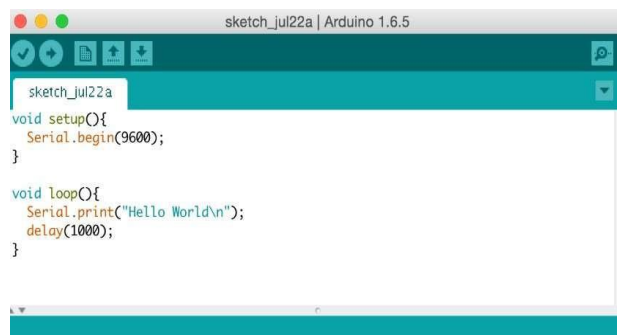 sketch_jul22a | Arduino 1.6.5
sketch_jul22a
void setup(){
  Serial.begin(9600);
}

void loop(){
  Serial.print("Hello World\n");
  delay(1000);
}